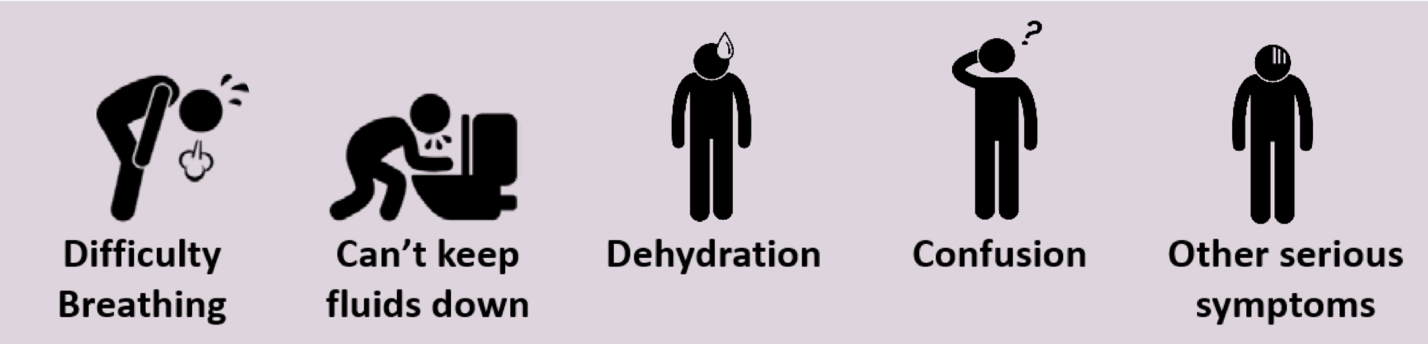 ?
Difficulty
Breathing
Can’t keep
fluids down
Dehydration
Confusion
Other serious
symptoms